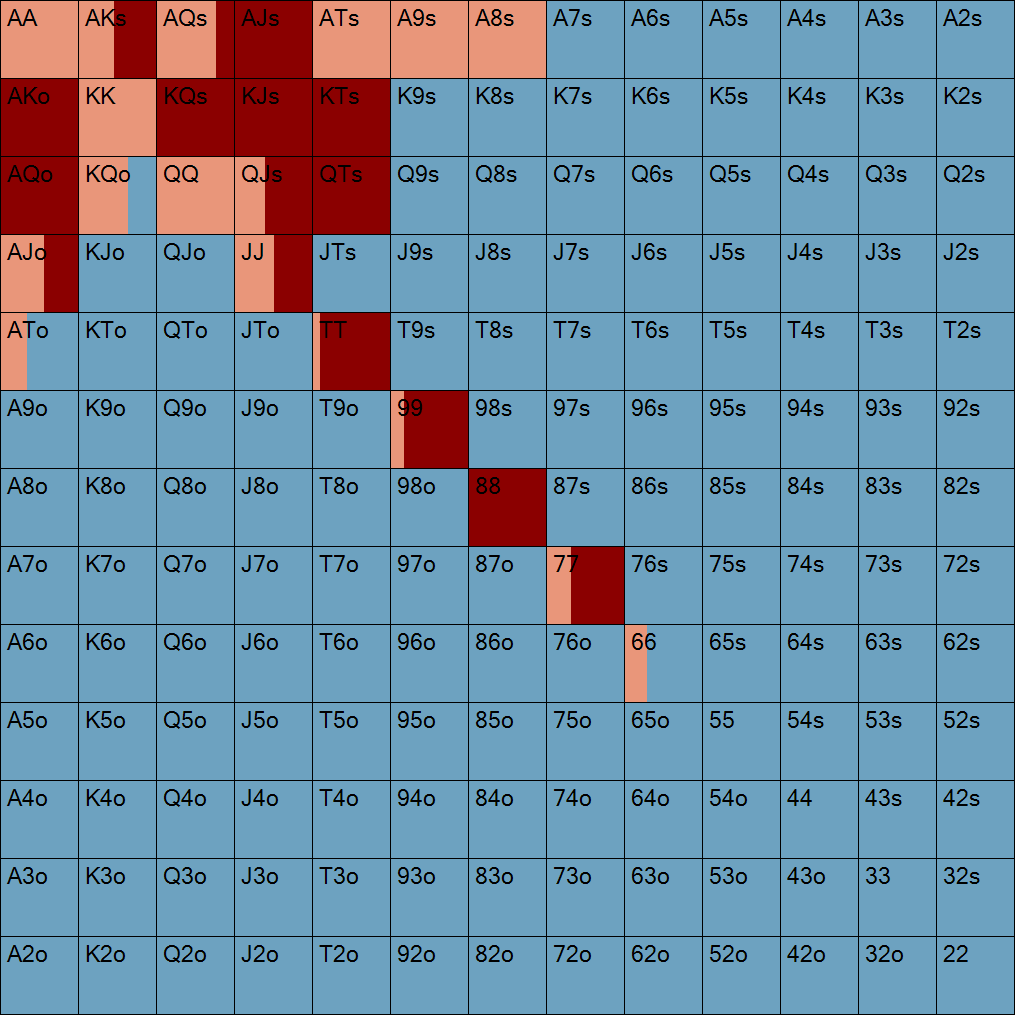 AA AKs AQs AJs ATs A9s A8s A7s A6s A5s A4s A3s A2s
AKo KK KQs KJs KTs K9s K8s K7s K6s K5s K4s K3s K2s
AQo KQo QQ QJs QTs Q9s Q8s Q7s Q6s Q5s Q4s Q3s Q2s
AJo KJo QJo JJ JTs J9s J8s J7s J6s J5s J4s J3s J2s
ATo KTo QTo JTo TT T9s T8s T7s T6s T5s T4s T3s T2s
A9o K9o Q9o J9o T9o 99 98s 97s 96s 95s 94s 93s 92s
A8o K8o Q8o J8o T8o 98o 88 87s 86s 85s 84s 83s 82s
A7o K7o Q7o J7o T7o 97o 87o 77 76s 75s 74s 73s 72s
A6o K6o Q6o J6o T6o 96o 86o 76o 66 65s 64s 63s 62s
A5o K5o Q5o J5o T5o 95o 85o 75o 65o 55 54s 53s 52s
A4o K4o Q4o J4o T4o 94o 84o 74o 64o 54o 44 43s 42s
A3o K3o Q3o J3o T3o 93o 83o 73o 63o 53o 43o 33 32s
A2o K2o Q2o J2o T2o 92o 82o 72o 62o 52o 42o 32o 22